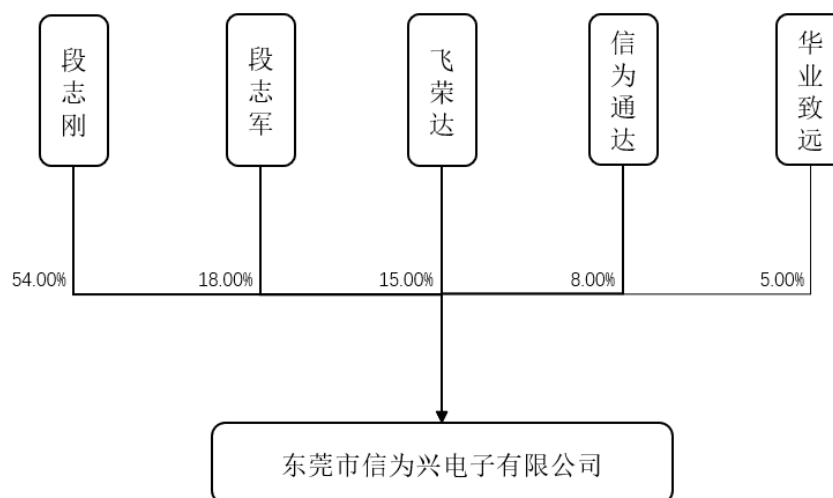 段志刚
段志军
飞荣达
信为通达
华业致远
54.00%
18.00%
15.00%
8.00%
5.00%
东莞市信为兴电子有限公司